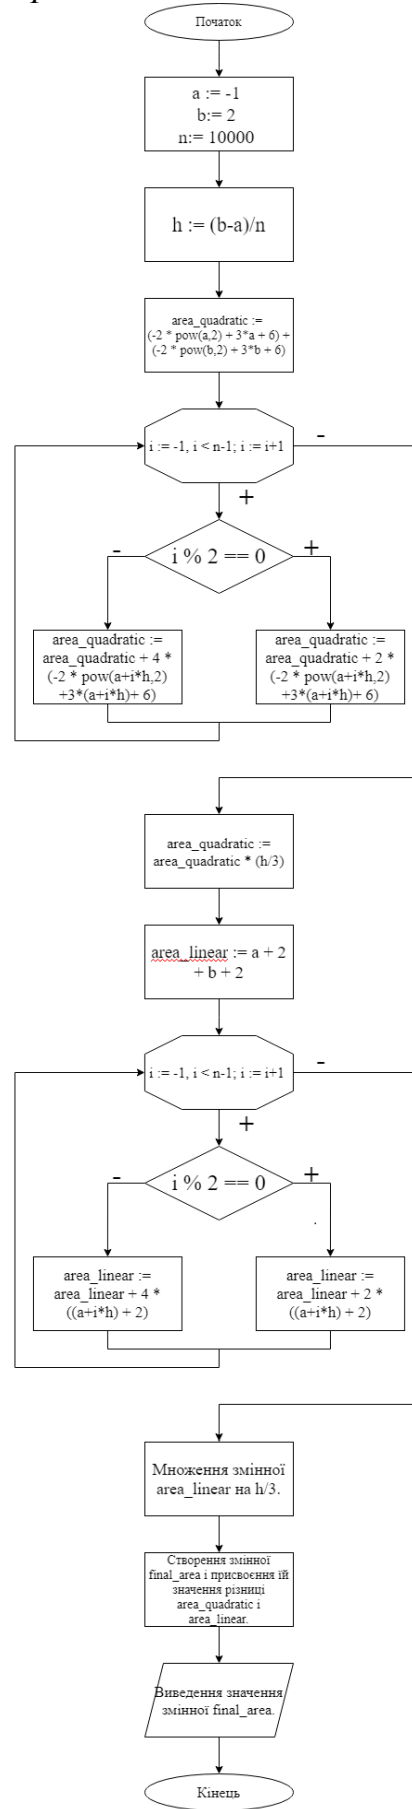 Початок
a := -1
b:= 2
n:= 10000
h := (b-a)/n
area_quadratic :=
(-2 * pow(a,2) + 3*a + 6) +
(-2 * pow(b,2) + 3*b + 6)
i := -1, i < n-1; i := i+1
-
+
i % 2 == 0
-
+
area_quadratic :=
area_quadratic + 4 *
(-2 * pow(a+i*h,2)
+3*(a+i*h)+ 6)
area_quadratic :=
area_quadratic + 2 *
(-2 * pow(a+i*h,2)
+3*(a+i*h)+ 6)
area_quadratic :=
area_quadratic * (h/3)
area_linear := a + 2
+ b + 2
i := -1, i < n-1; i := i+1
-
+
i % 2 == 0
-
+
area_linear :=
area_linear + 4 *
((a+i*h) + 2)
area_linear :=
area_linear + 2 *
((a+i*h) + 2)
Множення змінної
area_linear на h/3.
Створення змінної
final_area і присвоєння їй
значення різниці
area_quadratic і
area_linear.
Виведення значення
змінної final_area.
Кінець